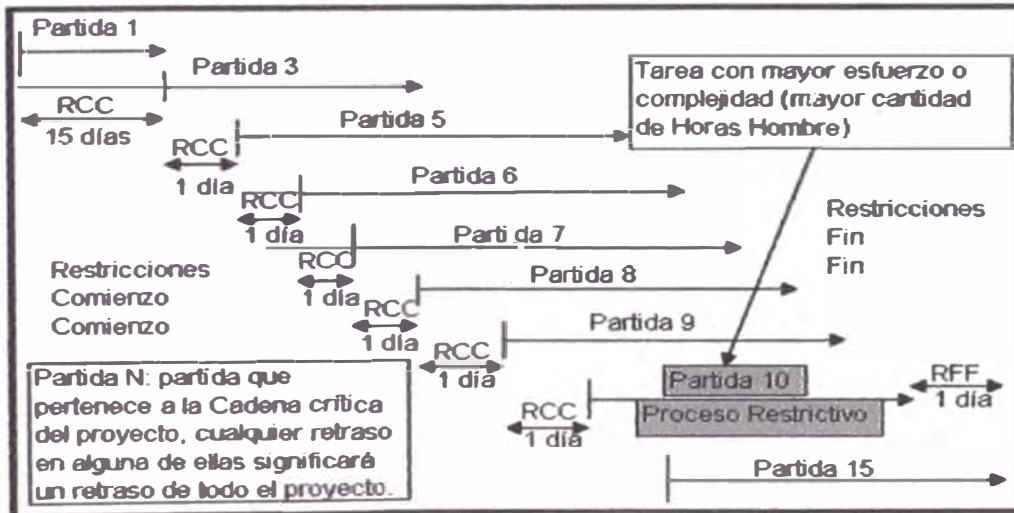 Partida 1
Partida 3
RCC
15 días
Partida 5
RCC
1 dia
Partida 6
RCC
1 día
Partida 7
RCC
1 día
Partida 8
RCC
1 día
Partida 9
RCC
1 día
Partida 10
Proceso Restrictivo
RCC
1 día
RFF
1 día
Partida 15
Tarea con mayor esfuerzo o
complejidad (mayor cantidad
de Horas Hombre)
Restricciones
Fin
Fin
Restricciones
Comienzo
Comienzo
Partida N: partida que
pertenece a la Cadena crítica
del proyecto, cualquier retraso
en alguna de ellas significará
un retraso de todo el proyecto.